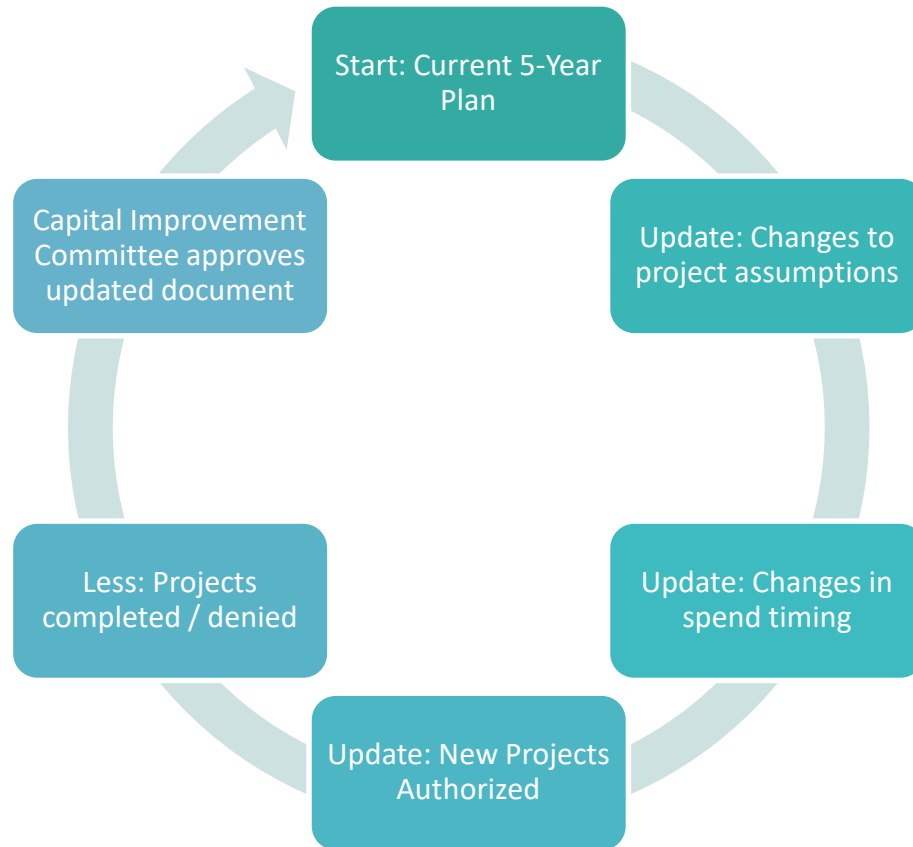 Start: Current 5-Year
Plan
Update: Changes to
project assumptions
Update: Changes in
spend timing
Update: New Projects
Authorized
Less: Projects
completed / denied
Capital Improvement
Committee approves
updated document